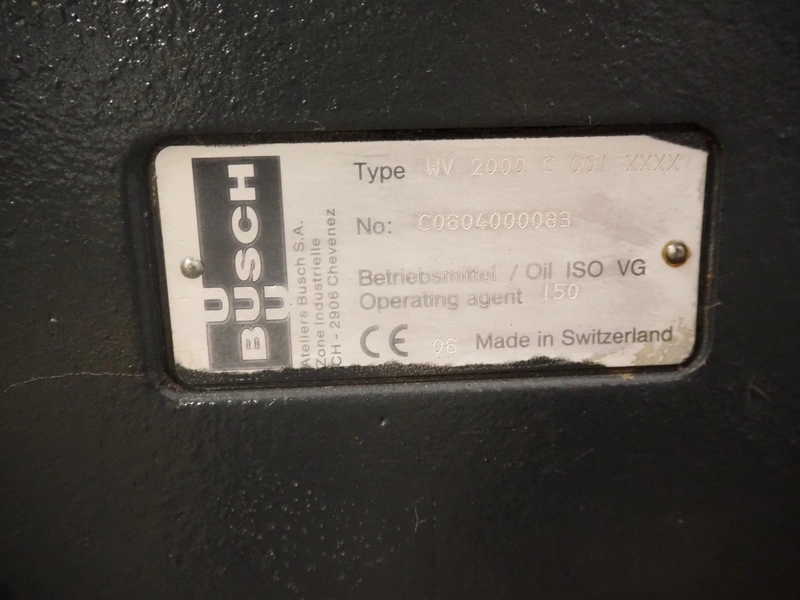 BUSCH
Ateliers Busch S.A.
Zone Industrielle
CH - 2906 Chevenez
Type WV 2000 C 001 XXXX
No: C0604000083
Betriebsmittel / Oil ISO VG
Operating agent 150
CE 06 Made in Switzerland